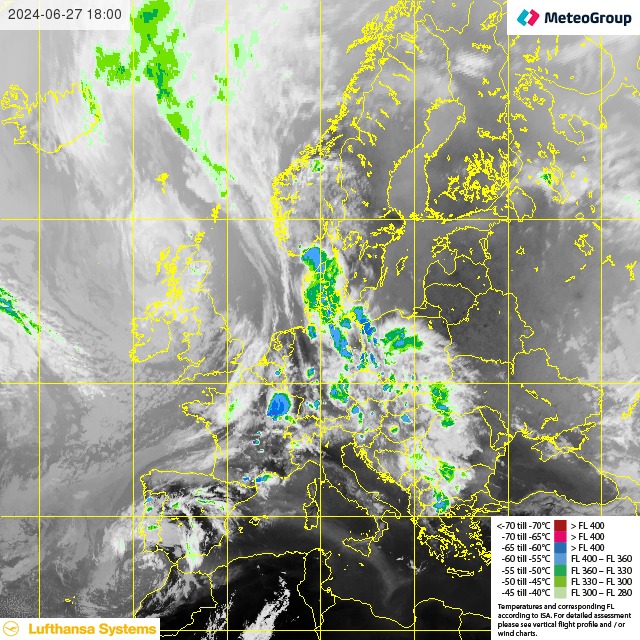 2024-06-27 18:00
MeteoGroup
<-70 till -70°C > FL 400
-70 till -65°C > FL 400
-65 till -60°C > FL 400
-60 till -55°C FL 400 – FL 360
-55 till -50°C FL 360 – FL 330
-50 till -45°C FL 330 – FL 300
-45 till -40°C FL 300 – FL 280
Temperatures and corresponding FL
according to ISA. For detailed assessment
please see vertical flight profile and / or
wind charts.
Lufthansa Systems